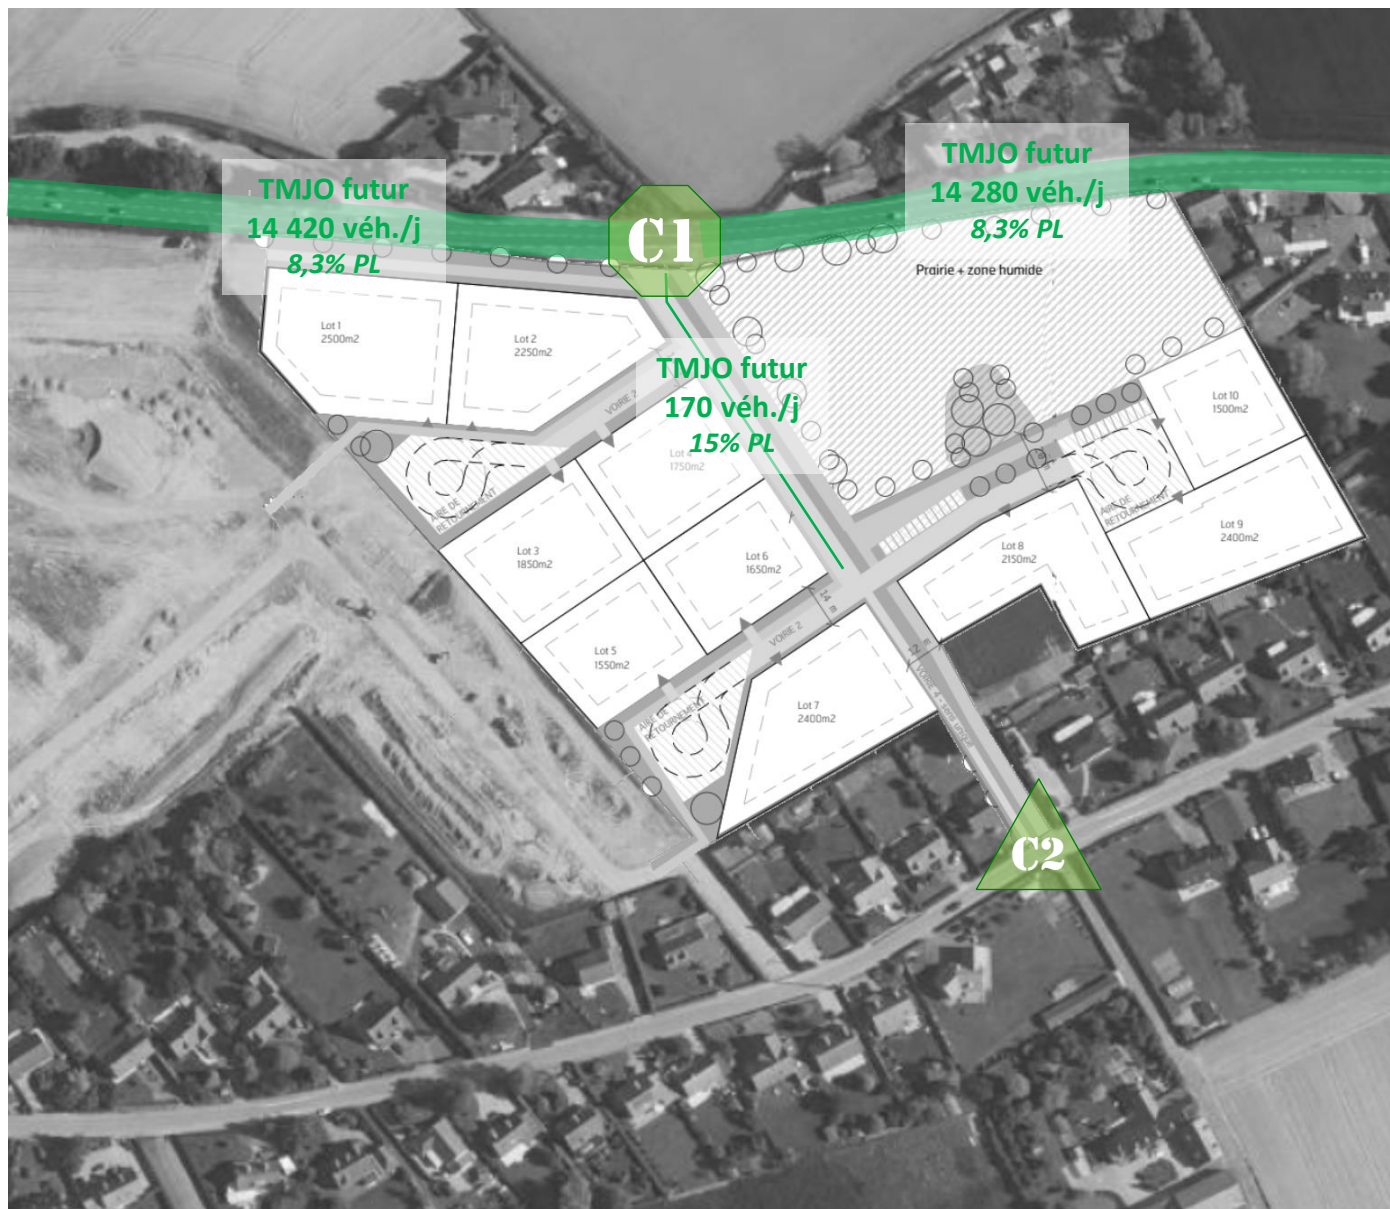 TMJO futur
14 280 véh./j
8,3% PL
TMJO futur
14 420 véh./j
8,3% PL
C1
Prairie + zone humide
Lot 1
2500m2
Lot 2
2250m2
TMJO futur
170 véh./j
15% PL
VOIRIE 2
Lot 10
1500m2
Lot 4
1750m2
AIRE DE
RETOURNEMENT
AIRE DE
RETOURNEMENT
Lot 9
2400m2
Lot 3
1850m2
Lot 6
1650m2
Lot 8
2150m2
14 m
VOIRIE 2
12 m
Lot 5
1550m2
Lot 7
2400m2
AIRE DE
RETOURNEMENT
C2